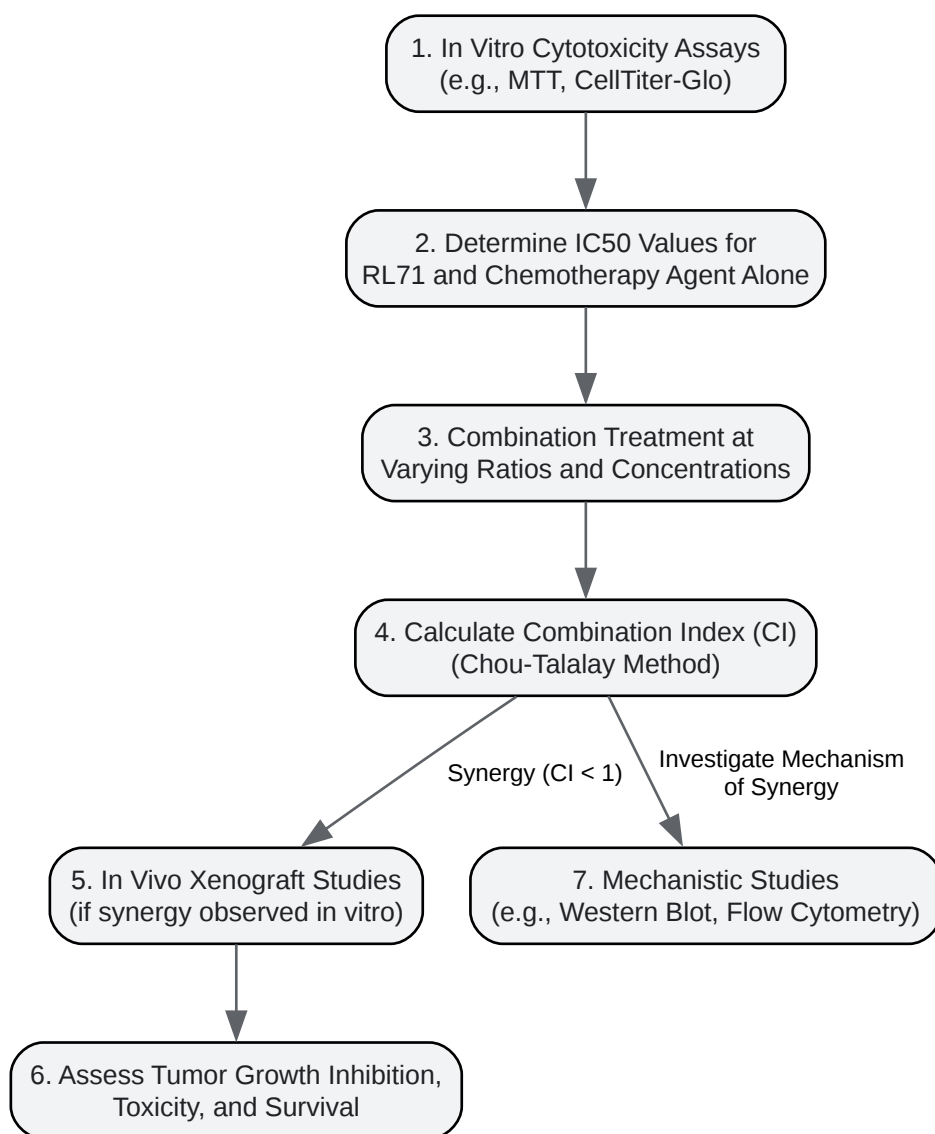 1. In Vitro Cytotoxicity Assays
(e.g., MTT, CellTiter-Glo)
2. Determine IC50 Values for
RL71 and Chemotherapy Agent Alone
3. Combination Treatment at
Varying Ratios and Concentrations
4. Calculate Combination Index (CI)
(Chou-Talalay Method)
Synergy (CI < 1)
Investigate Mechanism
of Synergy
5. In Vivo Xenograft Studies
(if synergy observed in vitro)
7. Mechanistic Studies
(e.g., Western Blot, Flow Cytometry)
6. Assess Tumor Growth Inhibition,
Toxicity, and Survival